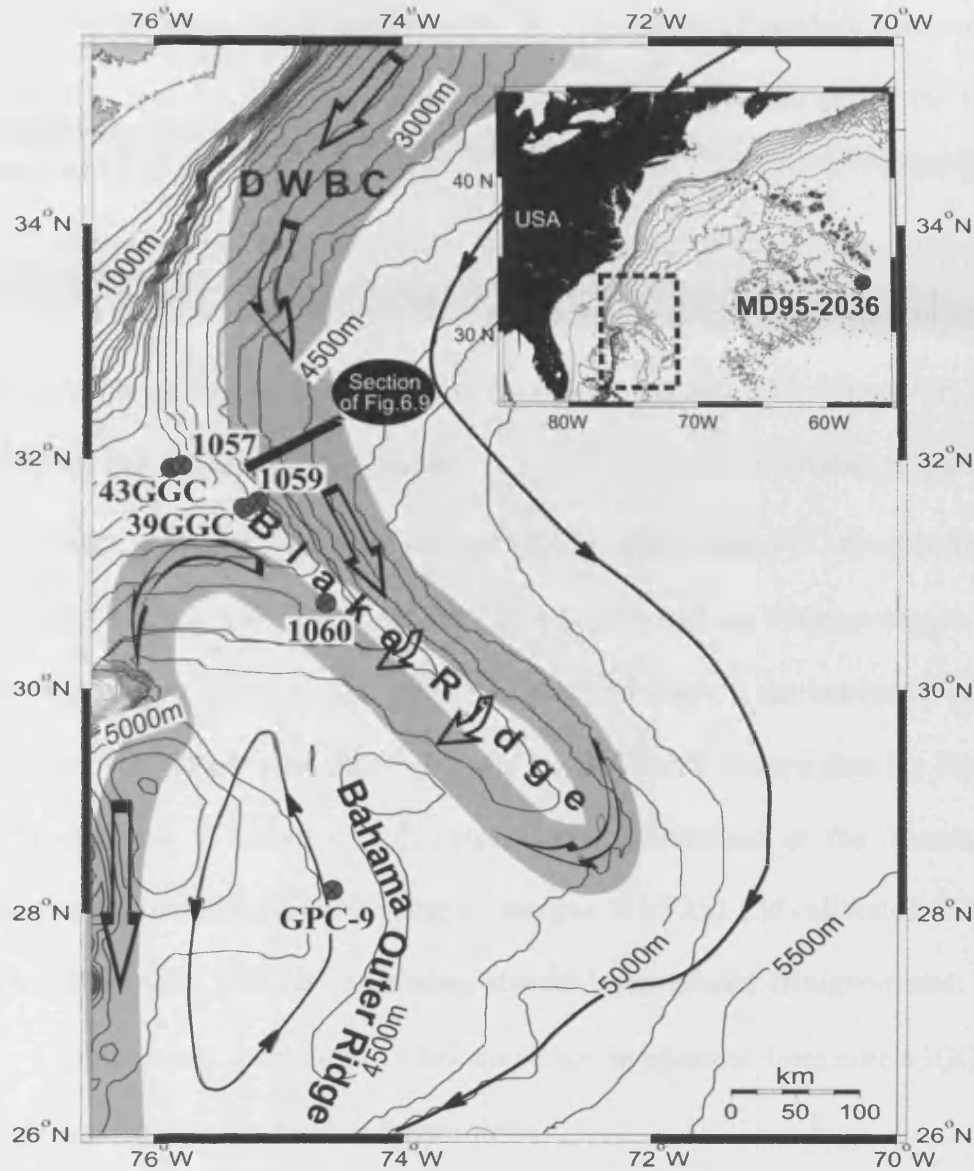 76°W
74°W
72°W
70°W
3000m
DWBC
34°N
1000m
4500m
40 N
USA
30 N
MD95-2036
80W
70W
60W
34°N
Section
of Fig.6.9
32°N
1057
1059
43GGC
39GGC
32°N
Blake Ridge
1060
30°N
5000m
30°N
Bahama Outer Ridge
28°N
GPC-9
28°N
5000m
5500m
4500m
km
0 50 100
26°N
26°N
76°W
74°W
72°W
70°W